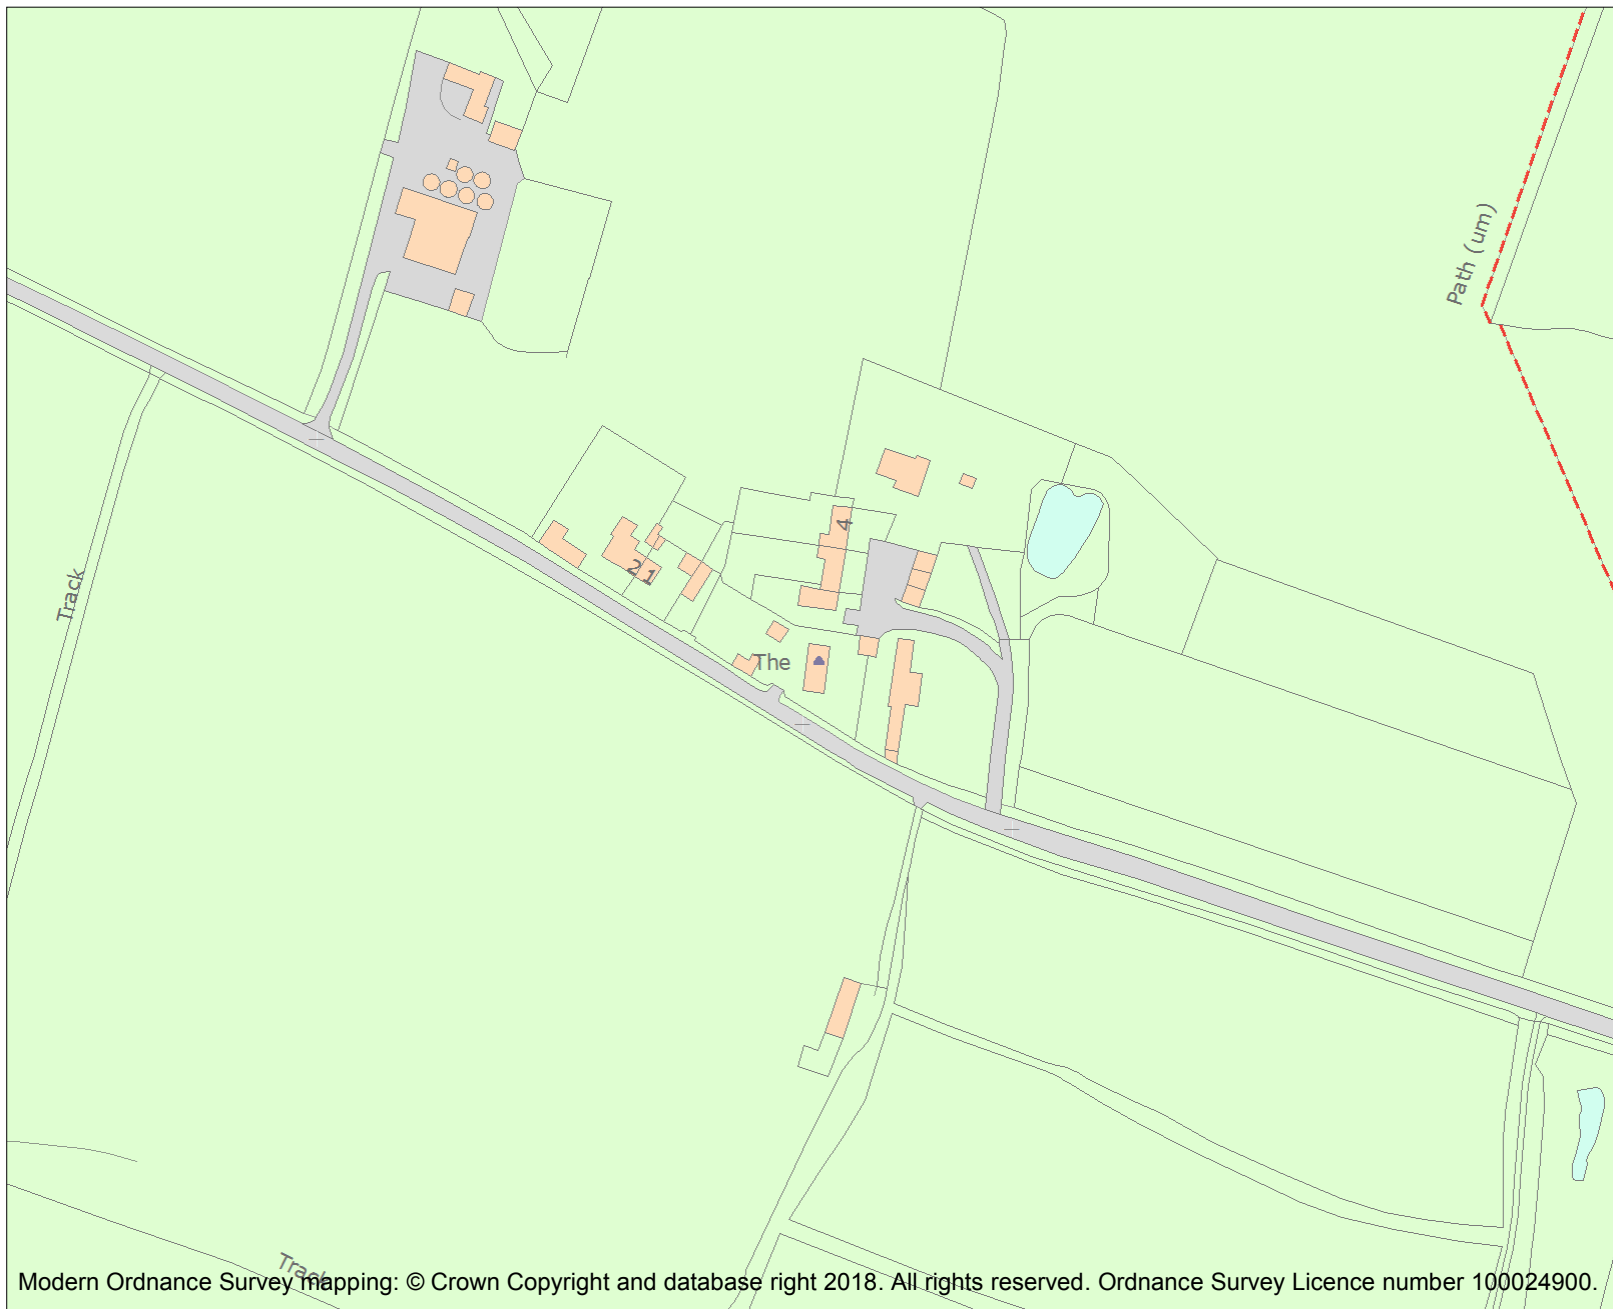 Path (um)
4
Track
2
1
The
Track
Modern Ordnance Survey mapping: © Crown Copyright and database right 2018. All rights reserved. Ordnance Survey Licence number 100024900.